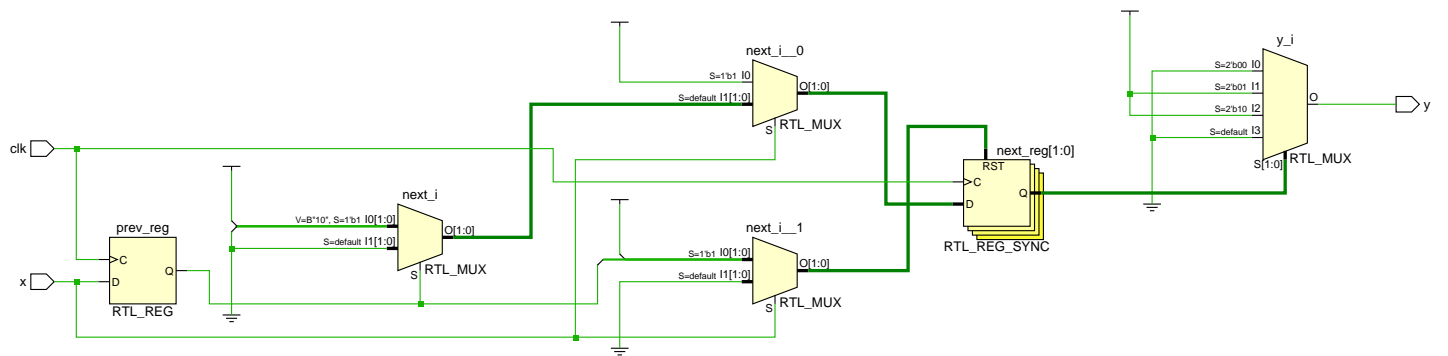 clk
x
prev_reg
C
D
Q
RTL_REG
next_i
V=B"10", S=1'b1 I0[1:0]
S=default I1[1:0]
O[1:0]
S
RTL_MUX
next_i__0
S=1'b1 I0
S=default I1[1:0]
O[1:0]
S
RTL_MUX
next_i__1
S=1'b1 I0[1:0]
S=default I1[1:0]
O[1:0]
S
RTL_MUX
next_reg[1:0]
RST
C
D
Q
RTL_REG_SYNC
y_i
S=2'b00 I0
S=2'b01 I1
S=2'b10 I2
S=default I3
O
S[1:0]
RTL_MUX
y